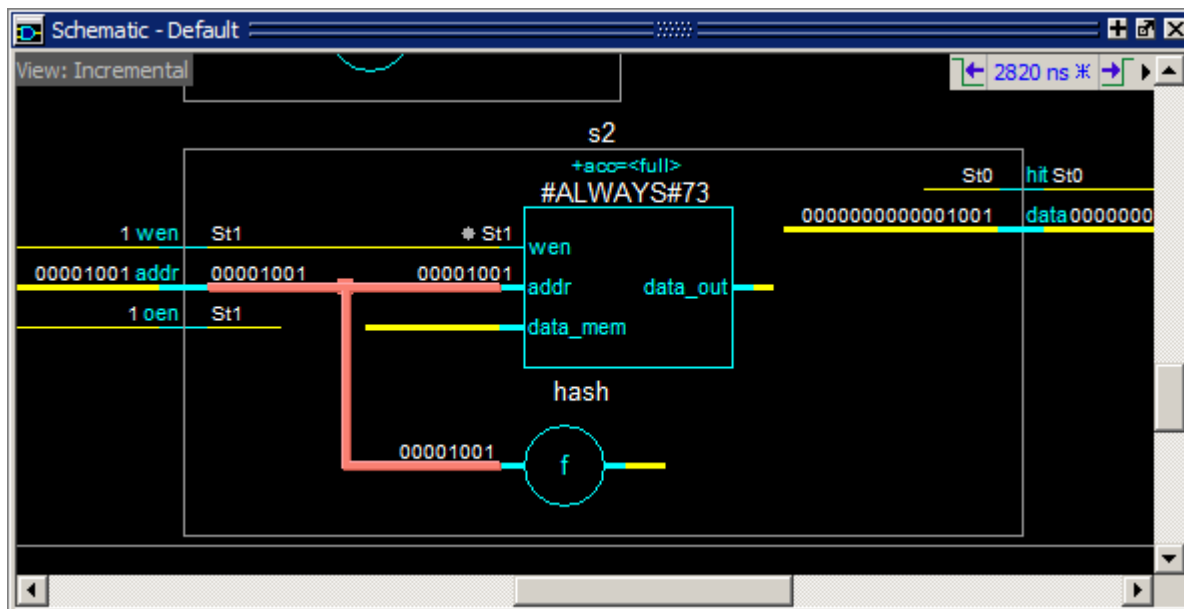 Schematic - Default
View: Incremental
2820 ns
s2
+acc=<full>
#ALWAYS#73
St0 hit St0
0000000000001001 data 0000000
1 wen St1 St1 wen
00001001 addr 00001001 00001001 addr data_out
1 oen St1
data_mem
hash
00001001 f